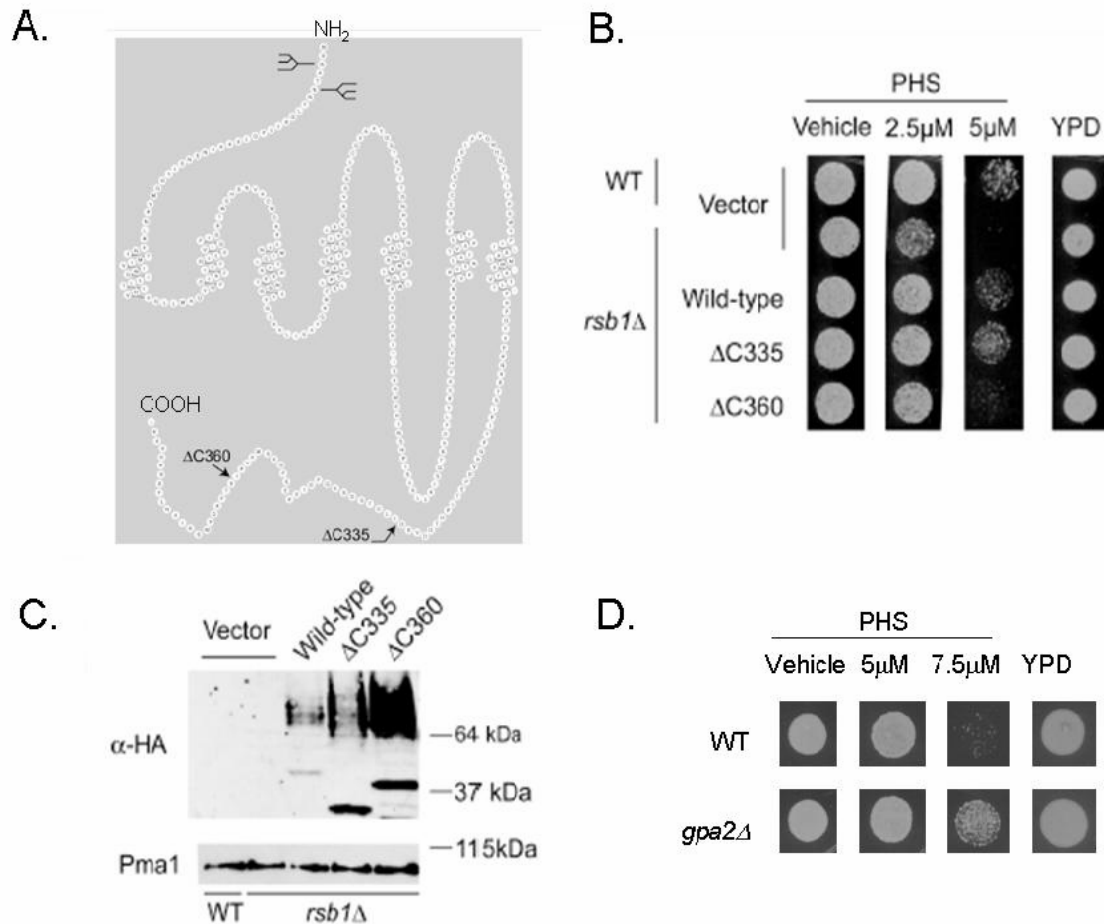 A.
NH2
COOH
ΔC360
ΔC335
B.
PHS
Vehicle 2.5µM 5µM YPD
WT
Vector
rsb1Δ
Wild-type
ΔC335
ΔC360
C.
Vector
Wild-type
ΔC335
ΔC360
α-HA
64 kDa
37 kDa
Pma1
115kDa
WT
rsb1Δ
D.
PHS
Vehicle 5µM 7.5µM YPD
WT
gpa2Δ